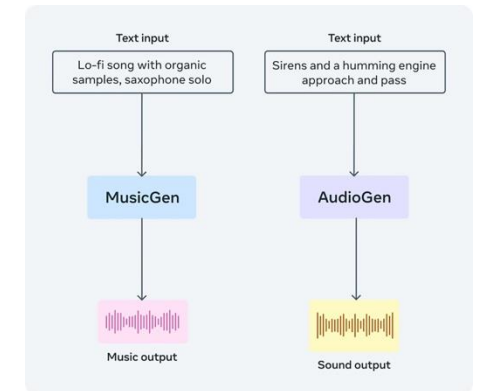 Text input
Lo-fi song with organic
samples, saxophone solo
MusicGen
Music output
Text input
Sirens and a humming engine
approach and pass
AudioGen
Sound output